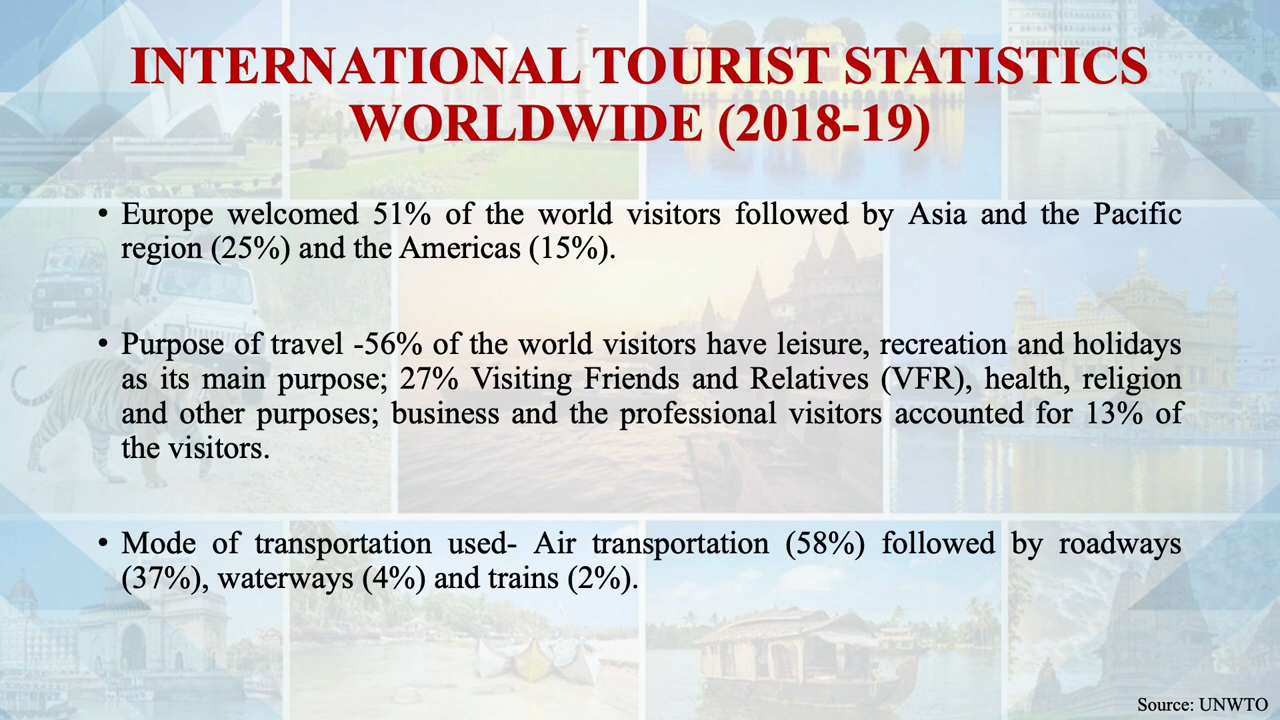 INTERNATIONAL TOURIST STATISTICS
WORLDWIDE (2018-19)
• Europe welcomed 51% of the world visitors followed by Asia and the Pacific
region (25%) and the Americas (15%).
• Purpose of travel -56% of the world visitors have leisure, recreation and holidays
as its main purpose; 27% Visiting Friends and Relatives (VFR), health, religion
and other purposes; business and the professional visitors accounted for 13% of
the visitors.
• Mode of transportation used- Air transportation (58%) followed by roadways
(37%), waterways (4%) and trains (2%).
Source: UNWTO